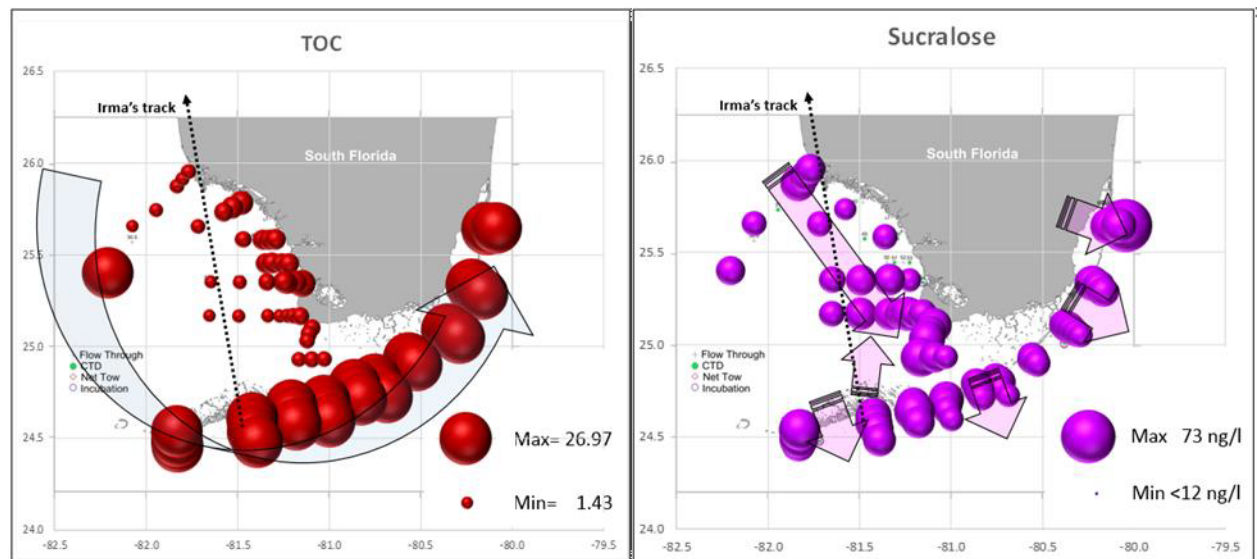 TOC
26.5
Irma's track
26.0
South Florida
25.5
25.0
Flow Through
CTD
Net Tow
Incubation
24.5
Max= 26.97
Min= 1.43
24.0
-82.5 -82.0 -81.5 -81.0 -80.5 -80.0 -79.5
Sucralose
26.5
Irma's track
26.0
South Florida
25.5
25.0
Flow Through
CTD
Net Tow
Incubation
24.5
Max 73 ng/l
Min <12 ng/l
24.0
-82.5 -82.0 -81.5 -81.0 -80.5 -80.0 -79.5